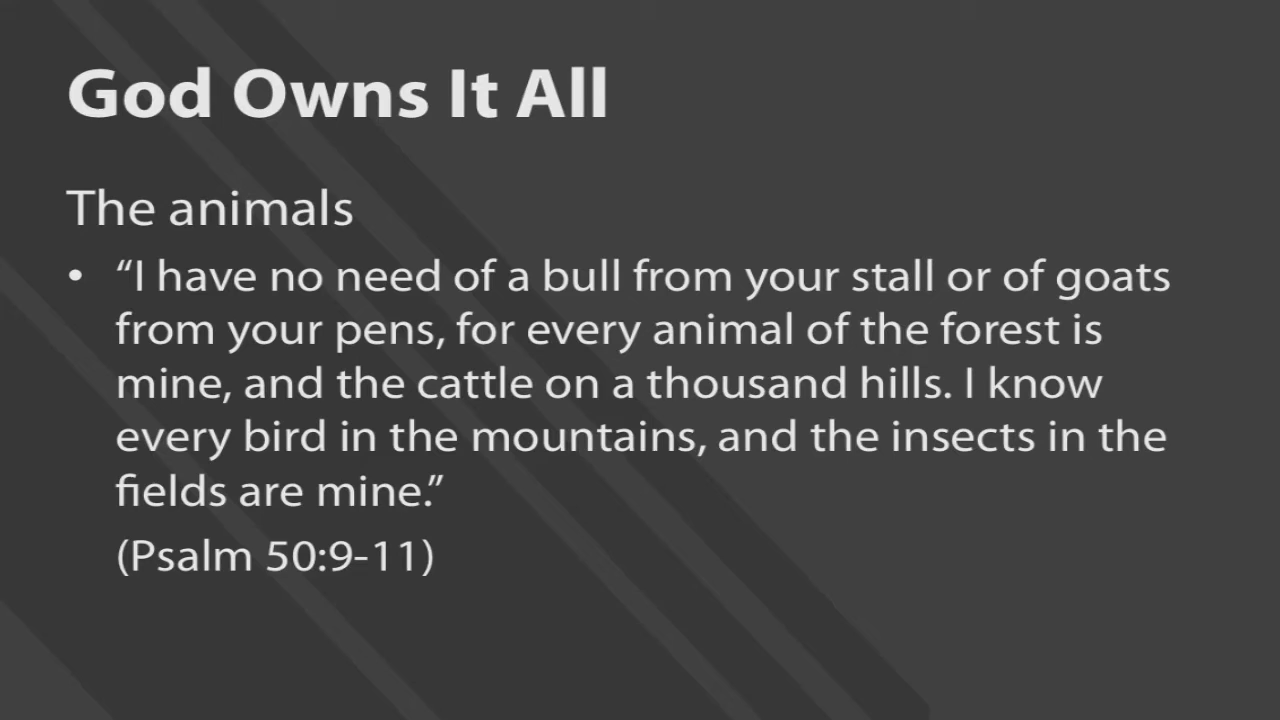 God Owns It All
The animals
• “I have no need of a bull from your stall or of goats
from your pens, for every animal of the forest is
mine, and the cattle on a thousand hills. I know
every bird in the mountains, and the insects in the
fields are mine.”
(Psalm 50:9-11)